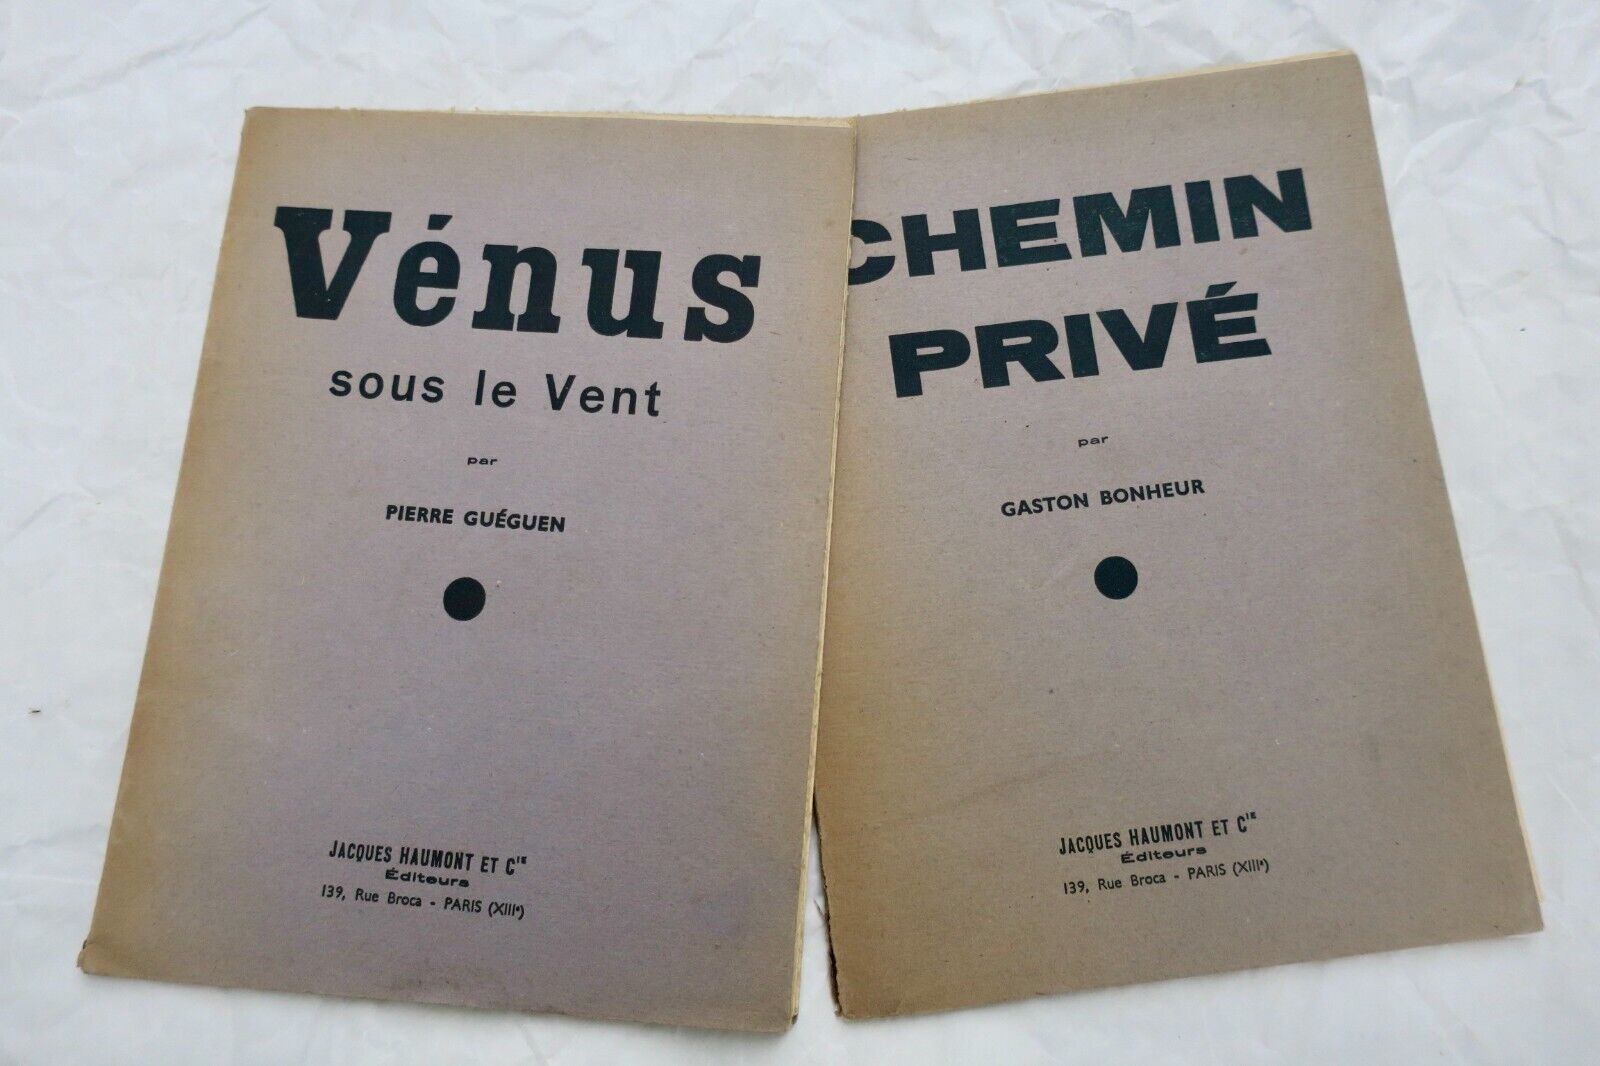 Vénus
sous le Vent
par
PIERRE GUÉGUEN
JACQUES HAUMONT ET Cᴵᴱ
Éditeurs
139, Rue Broca - PARIS (XIIIᵉ)
CHEMIN
PRIVÉ
par
GASTON BONHEUR
JACQUES HAUMONT ET Cᴵᴱ
Éditeurs
139, Rue Broca - PARIS (XIIIᵉ)